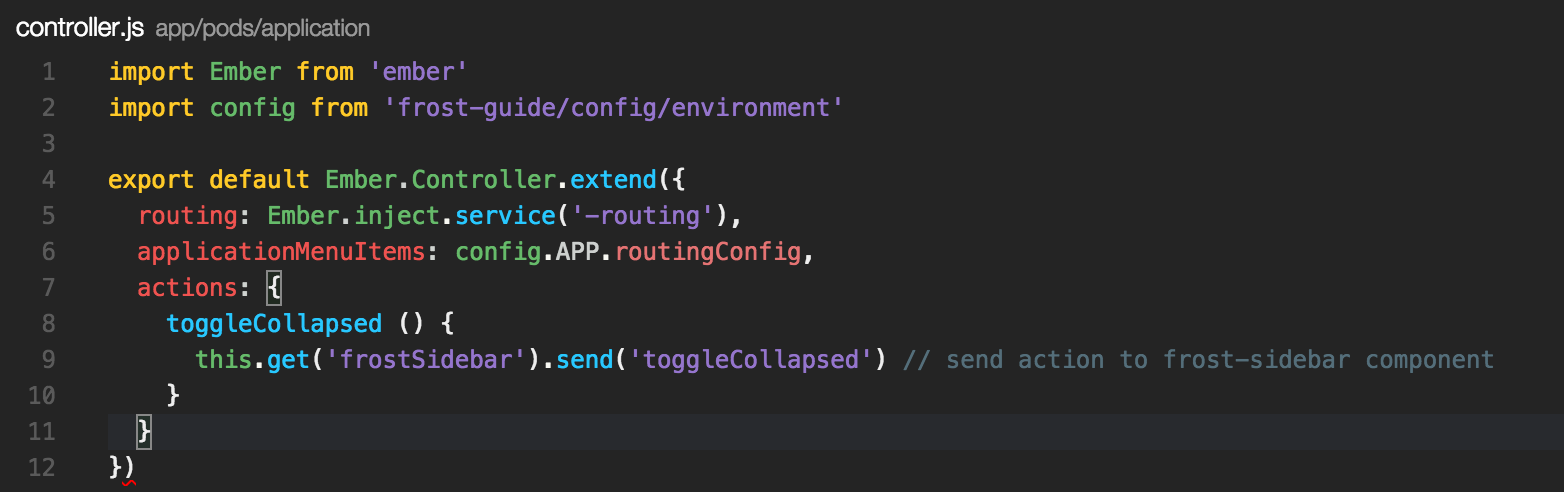 controller.js app/pods/application
1 import Ember from 'ember'
2 import config from 'frost-guide/config/environment'
3
4 export default Ember.Controller.extend({
5   routing: Ember.inject.service('-routing'),
6   applicationMenuItems: config.APP.routingConfig,
7   actions: {
8     toggleCollapsed () {
9       this.get('frostSidebar').send('toggleCollapsed') // send action to frost-sidebar component
10     }
11   }
12 })